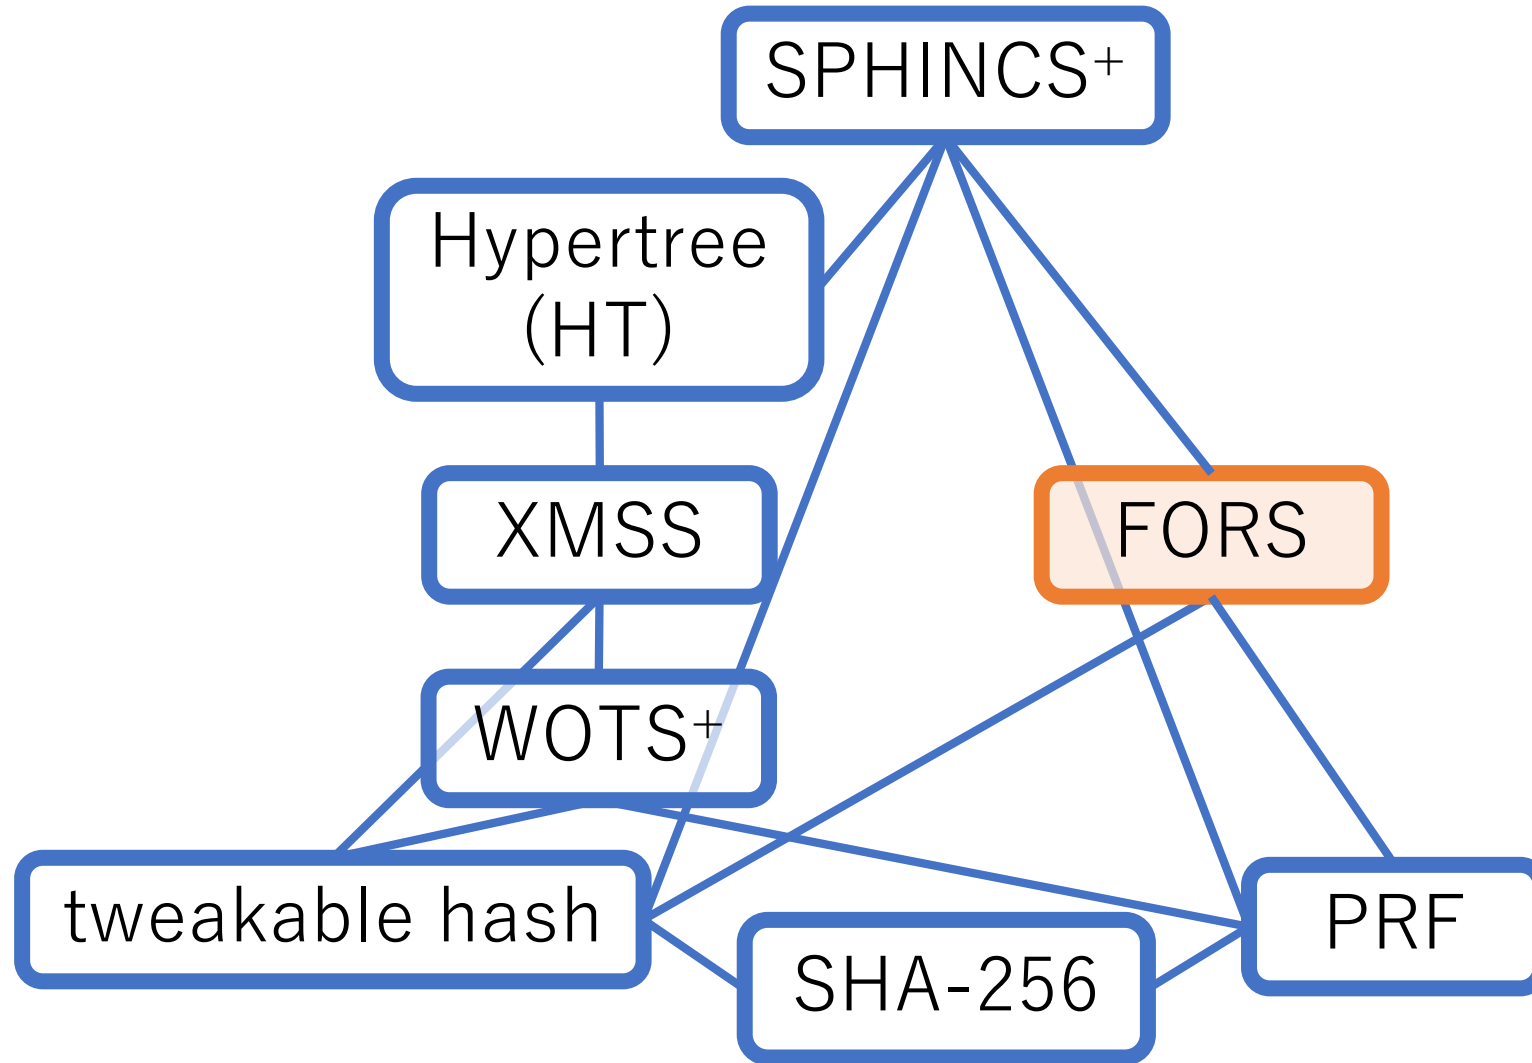 SPHINCS⁺
Hypertree
(HT)
XMSS
FORS
WOTS⁺
tweakable hash
PRF
SHA-256